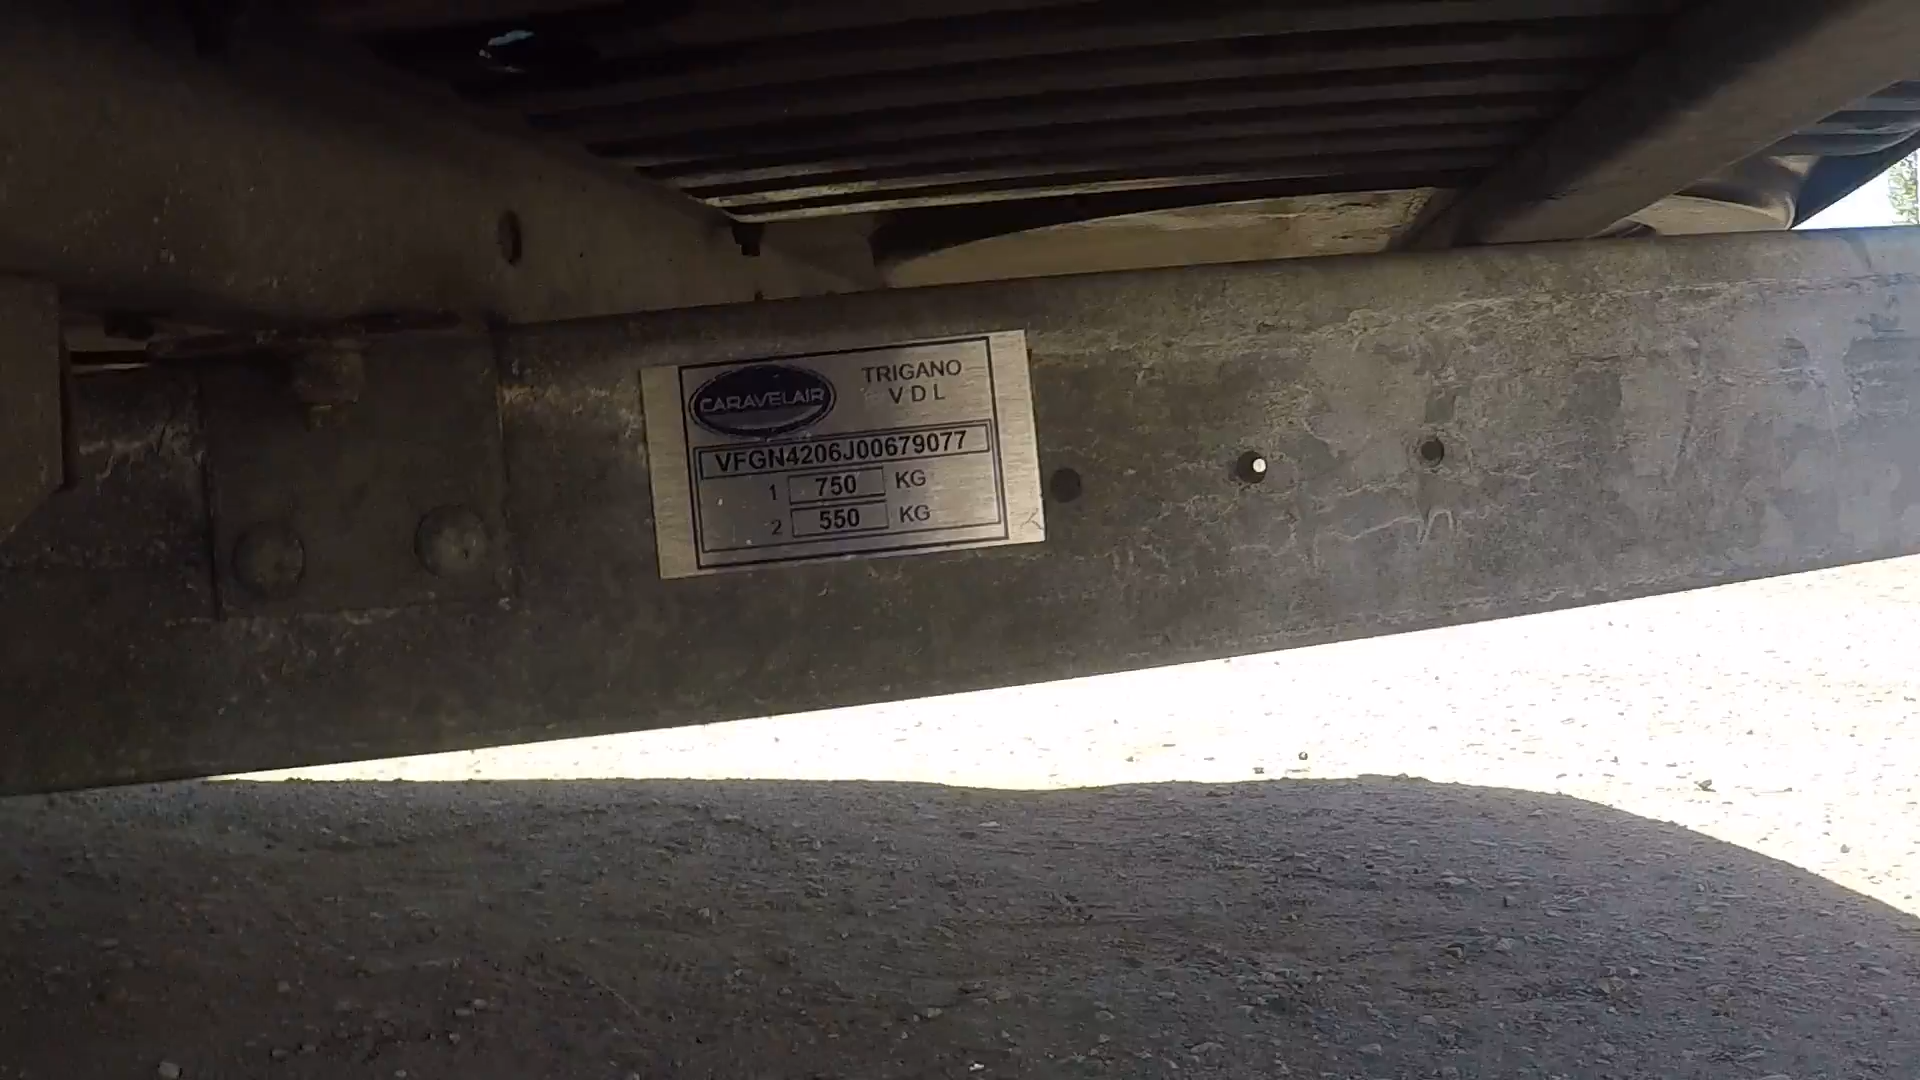 CARAVELAIR
TRIGANO
VDL
VFGN4206J00679077
1 750 KG
2 550 KG